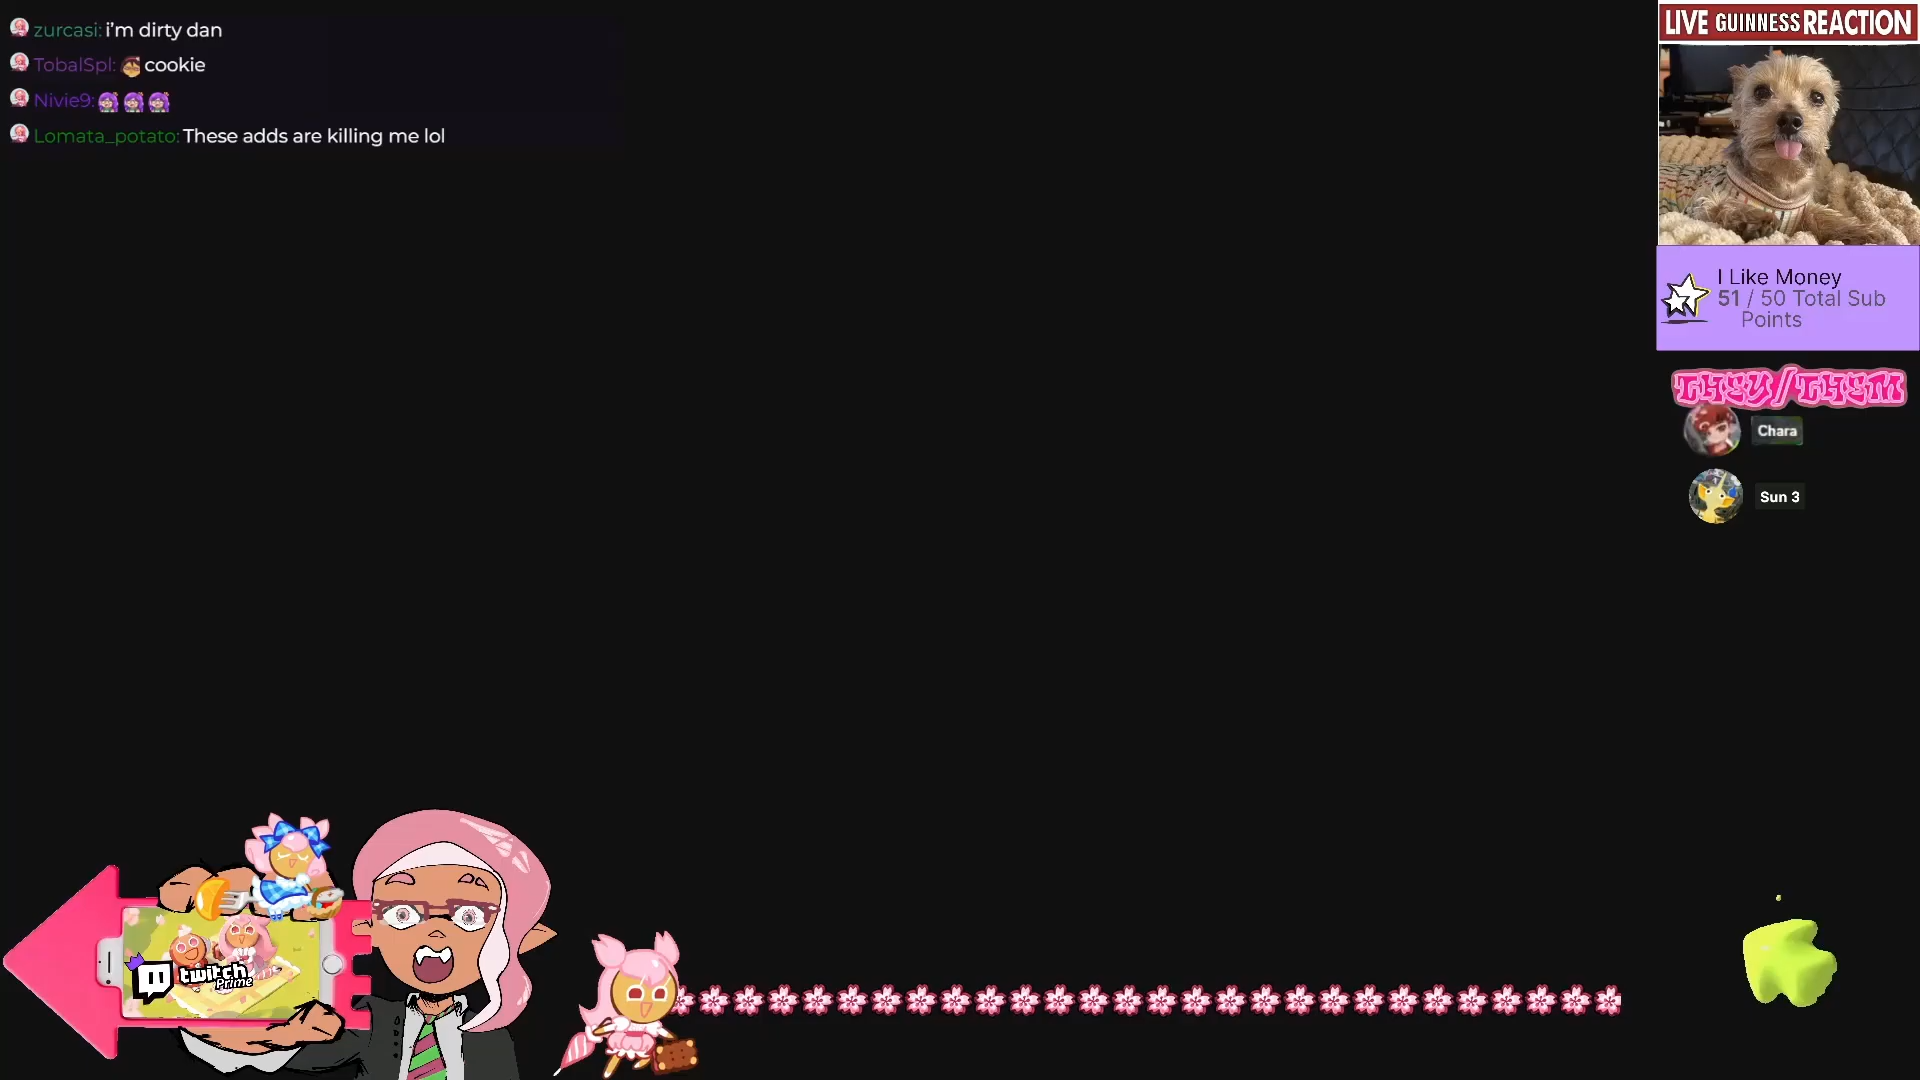 zurcasi: i'm dirty dan
TobalSpl: cookie
Nivie9:
Lomata_potato: These adds are killing me lol
LIVE GUINNESS REACTION
I Like Money
51 / 50 Total Sub
Points
THEY/THEM
Chara
Sun 3
twitch
Prime